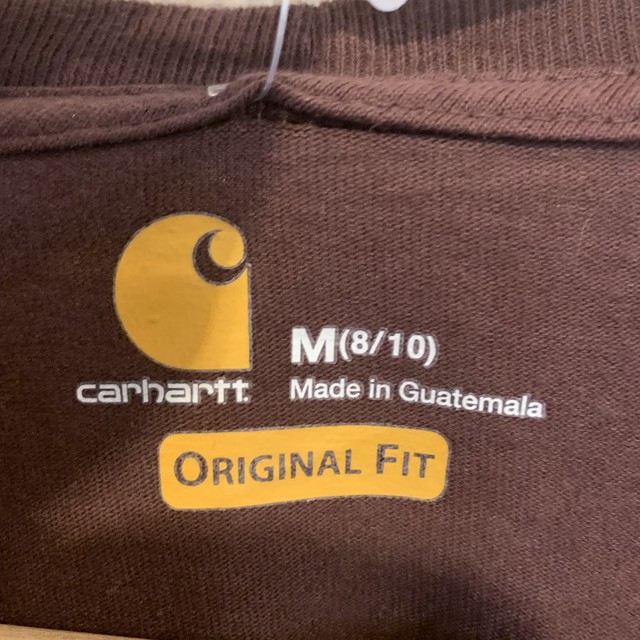 M(8/10)
carhartt
Made in Guatemala
ORIGINAL FIT